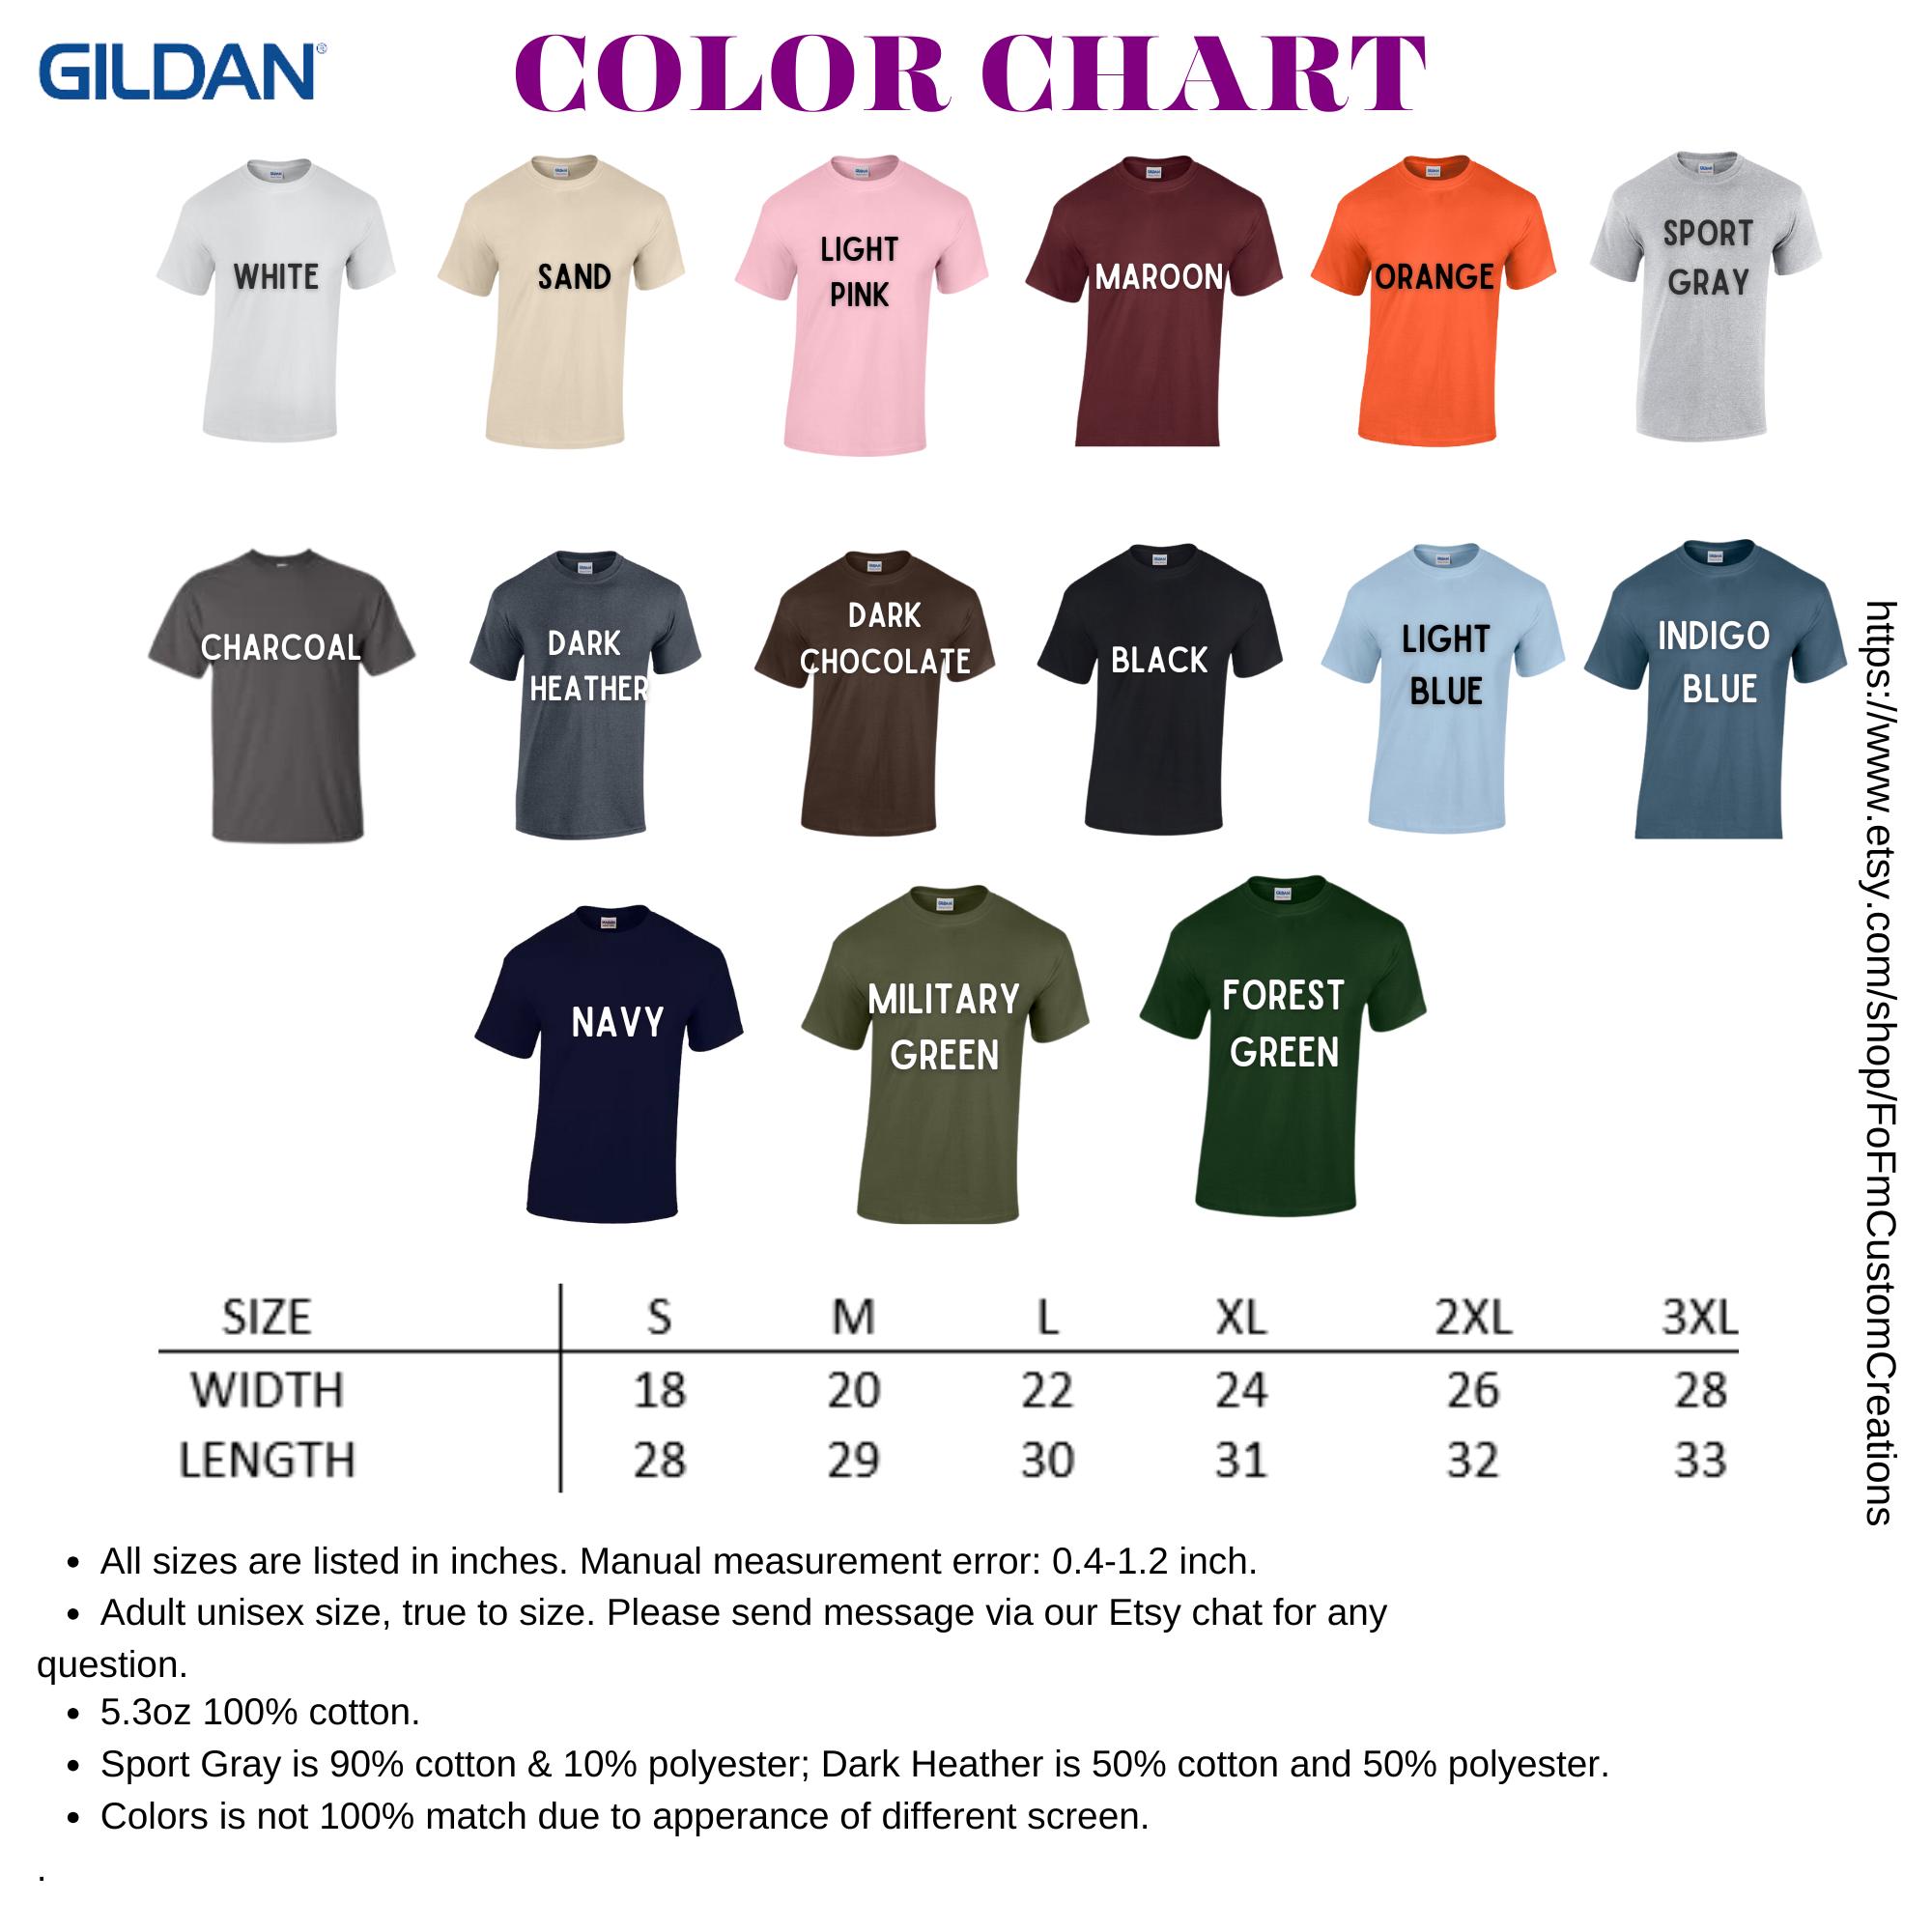 GILDAN®
COLOR CHART
WHITE
SAND
LIGHT
PINK
MAROON
ORANGE
SPORT
GRAY
CHARCOAL
DARK
HEATHER
DARK
CHOCOLATE
BLACK
LIGHT
BLUE
INDIGO
BLUE
NAVY
MILITARY
GREEN
FOREST
GREEN
https://www.etsy.com/shop/FoFmCustomCreations
SIZE S M L XL 2XL 3XL
WIDTH 18 20 22 24 26 28
LENGTH 28 29 30 31 32 33
• All sizes are listed in inches. Manual measurement error: 0.4-1.2 inch.
• Adult unisex size, true to size. Please send message via our Etsy chat for any
question.
• 5.3oz 100% cotton.
• Sport Gray is 90% cotton & 10% polyester; Dark Heather is 50% cotton and 50% polyester.
• Colors is not 100% match due to apperance of different screen.
.